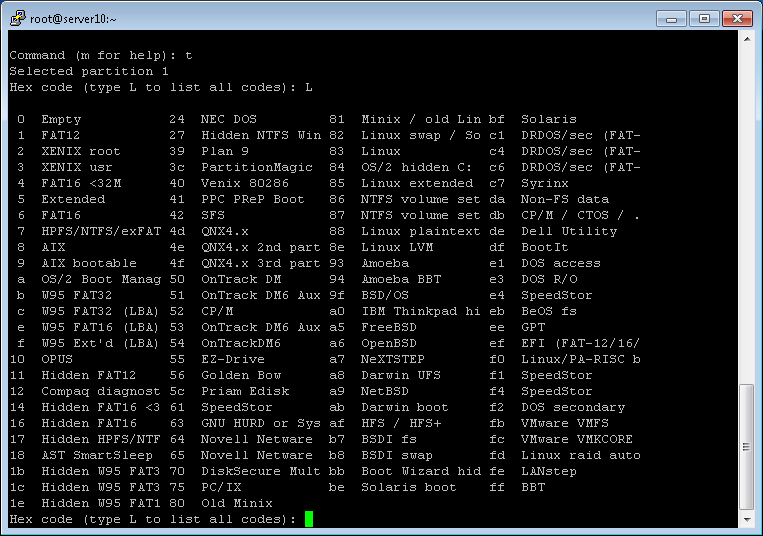 root@server10:~
Command (m for help): t
Selected partition 1
Hex code (type L to list all codes): L
0 Empty 24 NEC DOS 81 Minix / old Lin bf Solaris
1 FAT12 27 Hidden NTFS Win 82 Linux swap / So c1 DRDOS/sec (FAT-
2 XENIX root 39 Plan 9 83 Linux c4 DRDOS/sec (FAT-
3 XENIX usr 3c PartitionMagic 84 OS/2 hidden C: c6 DRDOS/sec (FAT-
4 FAT16 <32M 40 Venix 80286 85 Linux extended c7 Syrinx
5 Extended 41 PPC PReP Boot 86 NTFS volume set da Non-FS data
6 FAT16 42 SFS 87 NTFS volume set db CP/M / CTOS / .
7 HPFS/NTFS/exFAT 4d QNX4.x 88 Linux plaintext de Dell Utility
8 AIX 4e QNX4.x 2nd part 8e Linux LVM df BootIt
9 AIX bootable 4f QNX4.x 3rd part 93 Amoeba e1 DOS access
a OS/2 Boot Manag 50 OnTrack DM 94 Amoeba BBT e3 DOS R/O
b W95 FAT32 51 OnTrack DM6 Aux 9f BSD/OS e4 SpeedStor
c W95 FAT32 (LBA) 52 CP/M a0 IBM Thinkpad hi eb BeOS fs
e W95 FAT16 (LBA) 53 OnTrack DM6 Aux a5 FreeBSD ee GPT
f W95 Ext'd (LBA) 54 OnTrackDM6 a6 OpenBSD ef EFI (FAT-12/16/
10 OPUS 55 EZ-Drive a7 NeXTSTEP f0 Linux/PA-RISC b
11 Hidden FAT12 56 Golden Bow a8 Darwin UFS f1 SpeedStor
12 Compaq diagnost 5c Priam Edisk a9 NetBSD f4 SpeedStor
14 Hidden FAT16 <3 61 SpeedStor ab Darwin boot f2 DOS secondary
16 Hidden FAT16 63 GNU HURD or Sys af HFS / HFS+ fb VMware VMFS
17 Hidden HPFS/NTF 64 Novell Netware b7 BSDI fs fc VMware VMKCORE
18 AST SmartSleep 65 Novell Netware b8 BSDI swap fd Linux raid auto
1b Hidden W95 FAT3 70 DiskSecure Mult bb Boot Wizard hid fe LANstep
1c Hidden W95 FAT3 75 PC/IX be Solaris boot ff BBT
1e Hidden W95 FAT1 80 Old Minix
Hex code (type L to list all codes):